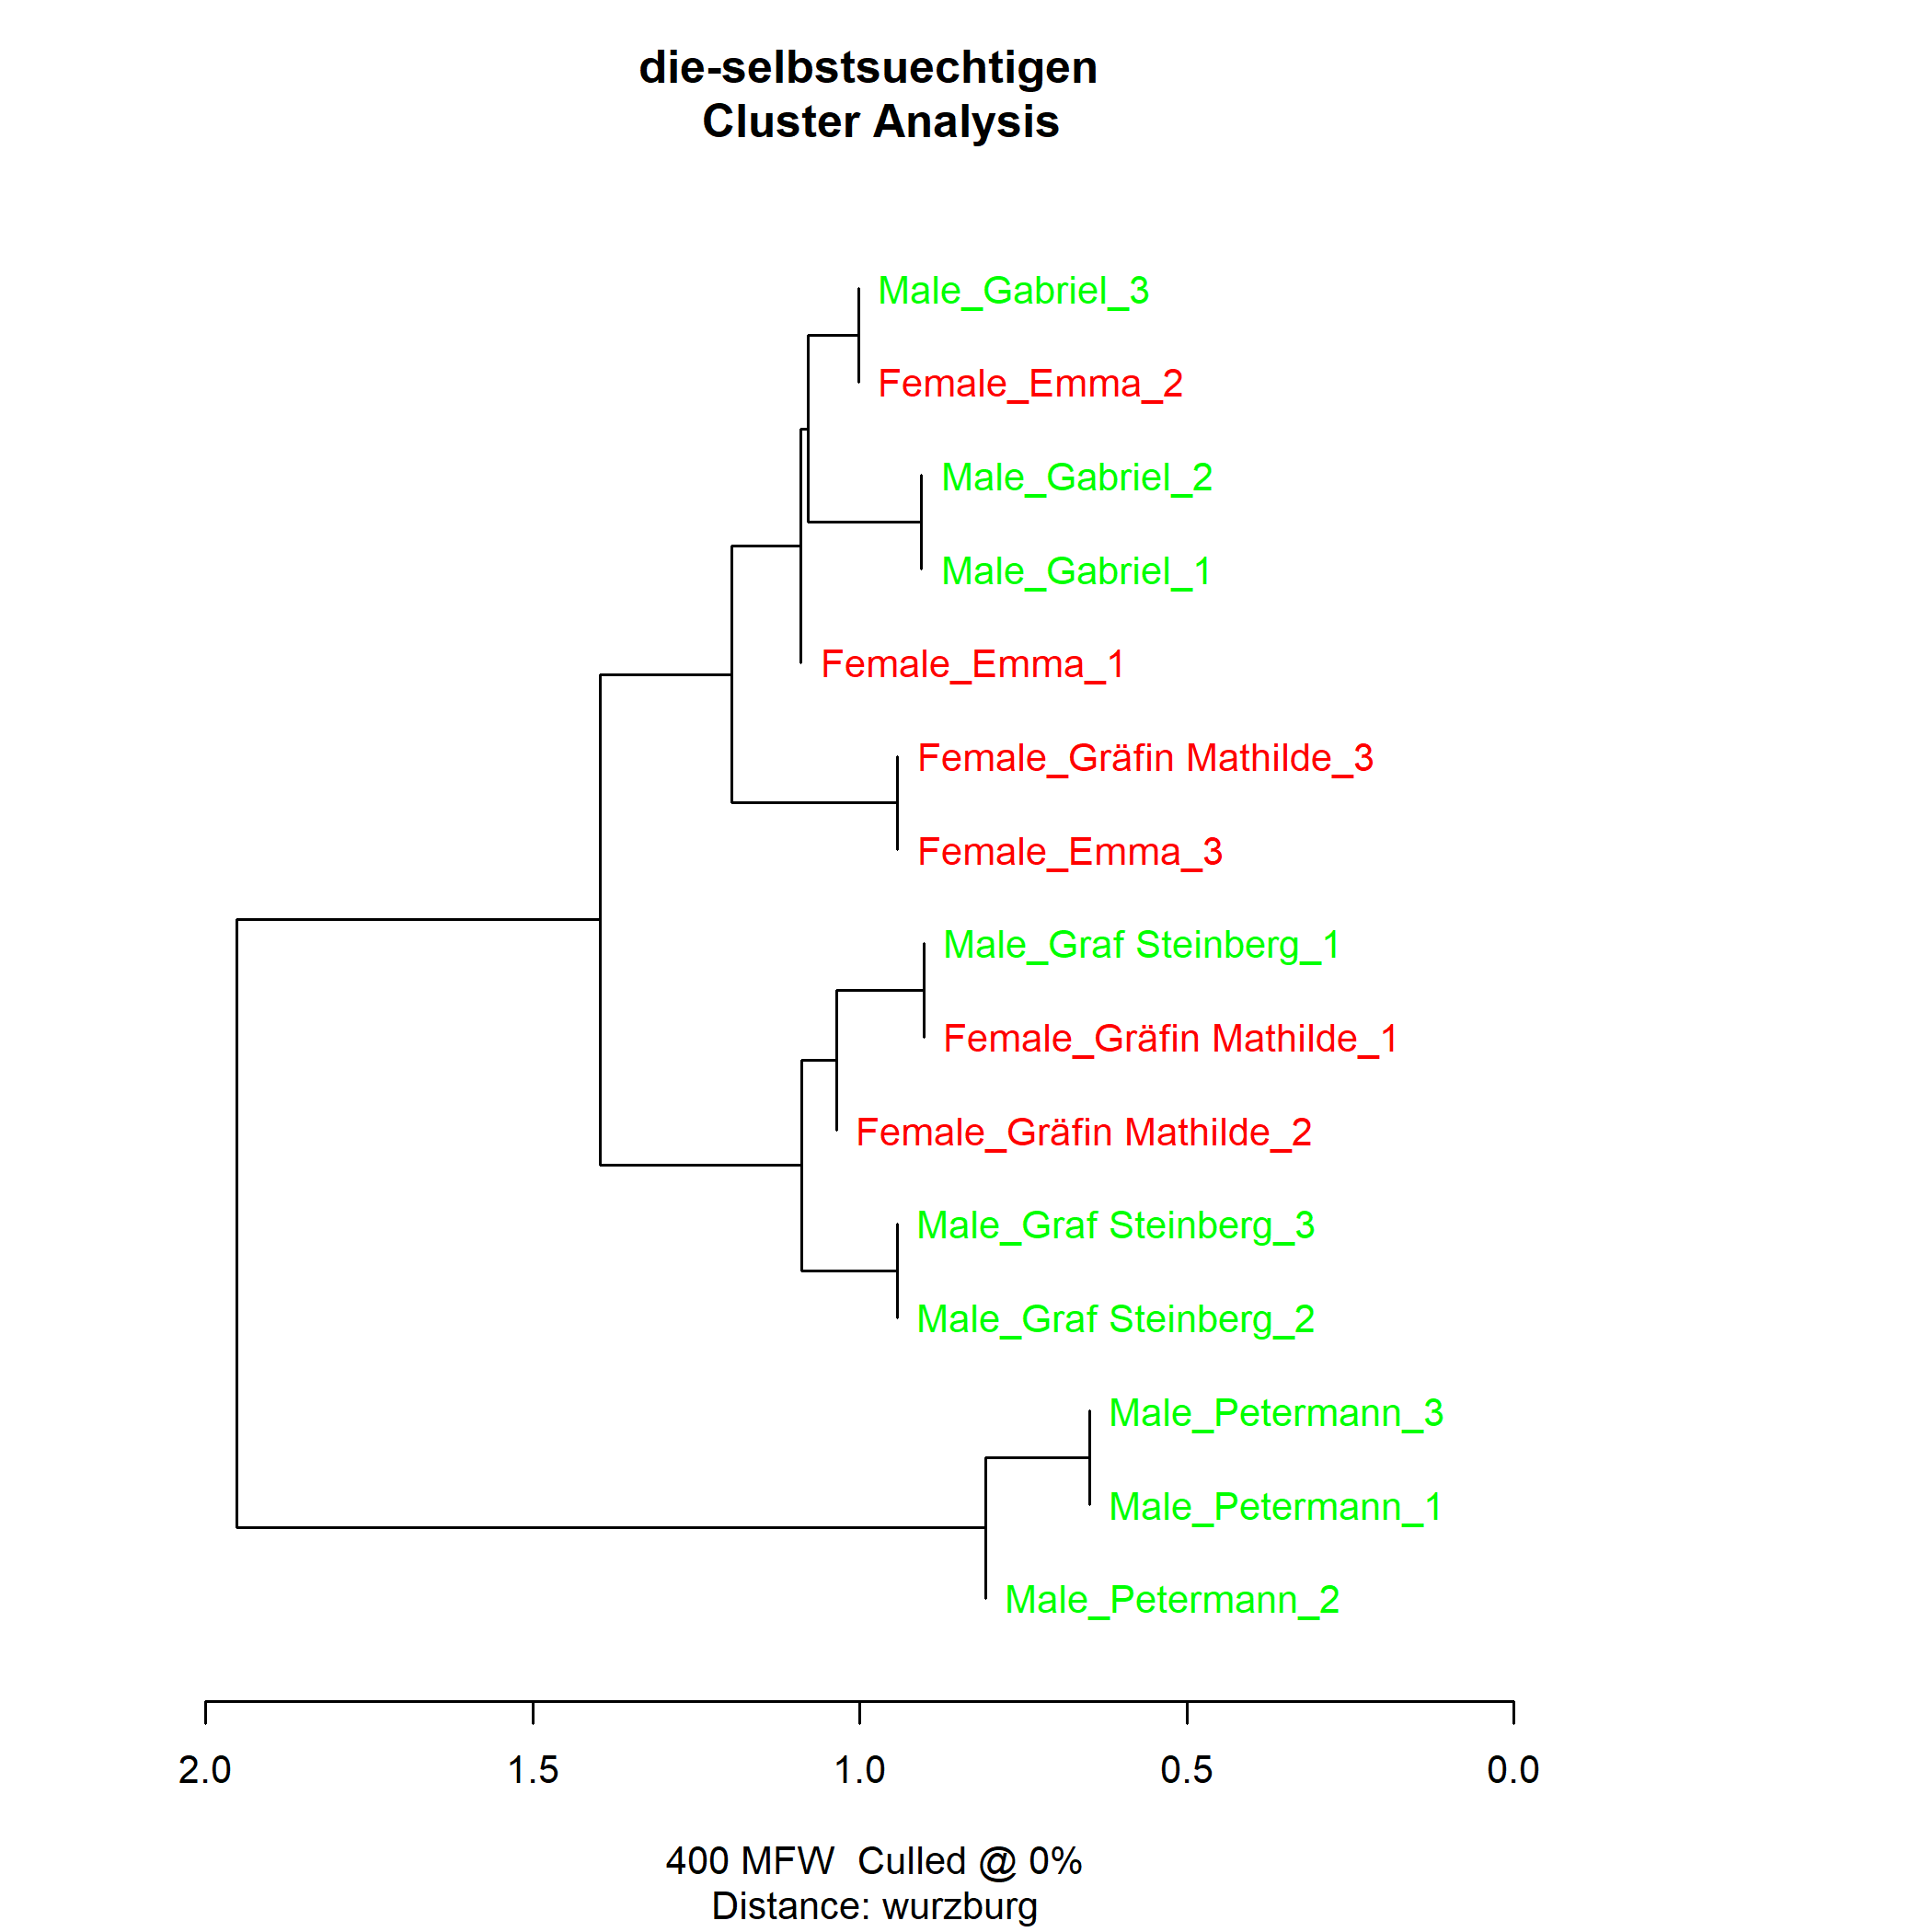 die-selbstsuechtigen
Cluster Analysis
Male_Gabriel_3
Female_Emma_2
Male_Gabriel_2
Male_Gabriel_1
Female_Emma_1
Female_Gräfin Mathilde_3
Female_Emma_3
Male_Graf Steinberg_1
Female_Gräfin Mathilde_1
Female_Gräfin Mathilde_2
Male_Graf Steinberg_3
Male_Graf Steinberg_2
Male_Petermann_3
Male_Petermann_1
Male_Petermann_2
2.0 1.5 1.0 0.5 0.0
400 MFW  Culled @ 0%
Distance: wurzburg